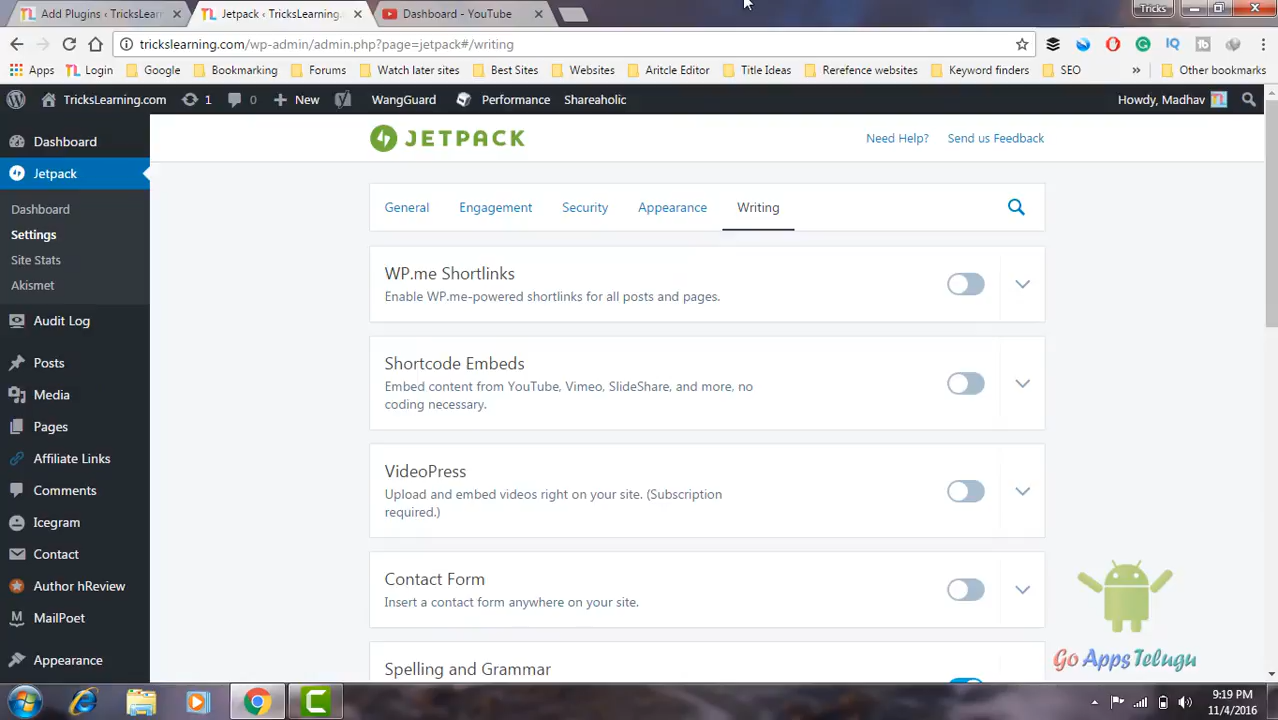 Add Plugins ‹ TricksLearn
Jetpack ‹ TricksLearning.
Dashboard - YouTube
Tricks
trickslearning.com/wp-admin/admin.php?page=jetpack#/writing
Apps
Login
Google
Bookmarking
Forums
Watch later sites
Best Sites
Websites
Aritcle Editor
Title Ideas
Rerefence websites
Keyword finders
SEO
»
Other bookmarks
TricksLearning.com
1
0
New
WangGuard
Performance
Shareaholic
Howdy, Madhav
Dashboard
Jetpack
Dashboard
Settings
Site Stats
Akismet
Audit Log
Posts
Media
Pages
Affiliate Links
Comments
Icegram
Contact
Author hReview
MailPoet
Appearance
JETPACK
Need Help?
Send us Feedback
General
Engagement
Security
Appearance
Writing
WP.me Shortlinks
Enable WP.me-powered shortlinks for all posts and pages.
Shortcode Embeds
Embed content from YouTube, Vimeo, SlideShare, and more, no
coding necessary.
VideoPress
Upload and embed videos right on your site. (Subscription
required.)
Contact Form
Insert a contact form anywhere on your site.
Spelling and Grammar
Go AppsTelugu
9:19 PM
11/4/2016